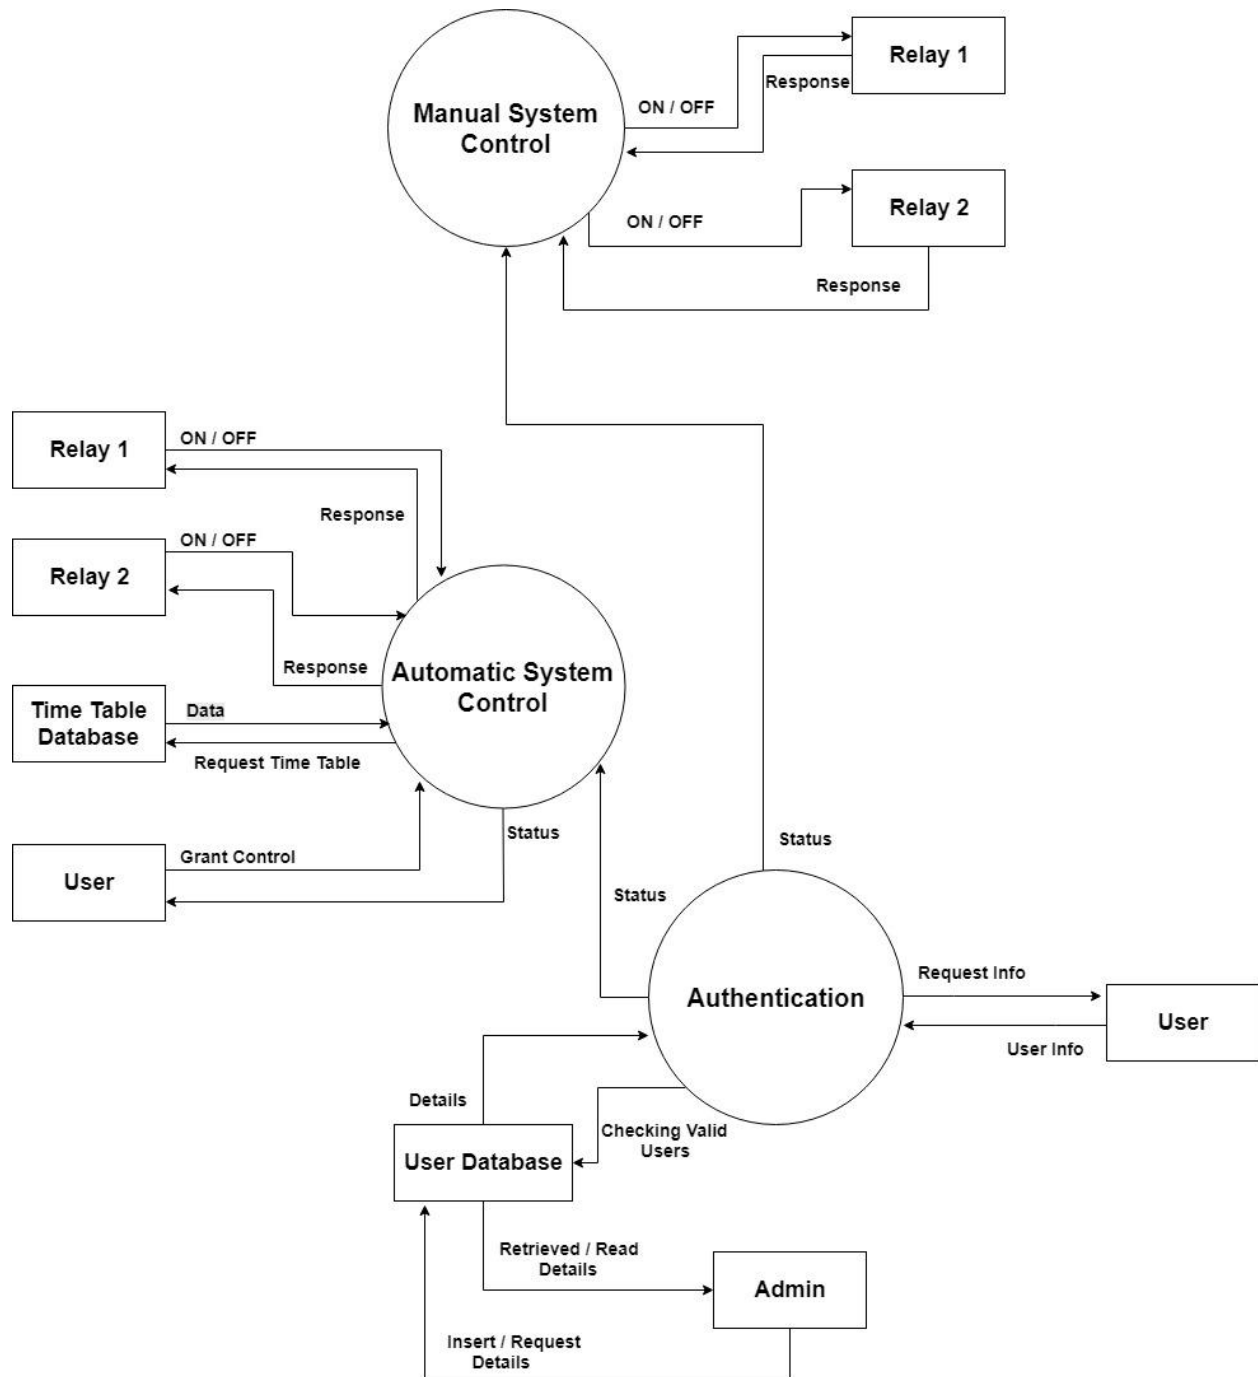 Relay 1
Response
Manual System
Control
ON / OFF
Relay 2
ON / OFF
Response
Relay 1
ON / OFF
Response
Relay 2
ON / OFF
Response
Automatic System
Control
Time Table
Database
Data
Request Time Table
Status
User
Grant Control
Status
Status
Authentication
Request Info
User
User Info
Details
Checking Valid
Users
User Database
Retrieved / Read
Details
Admin
Insert / Request
Details